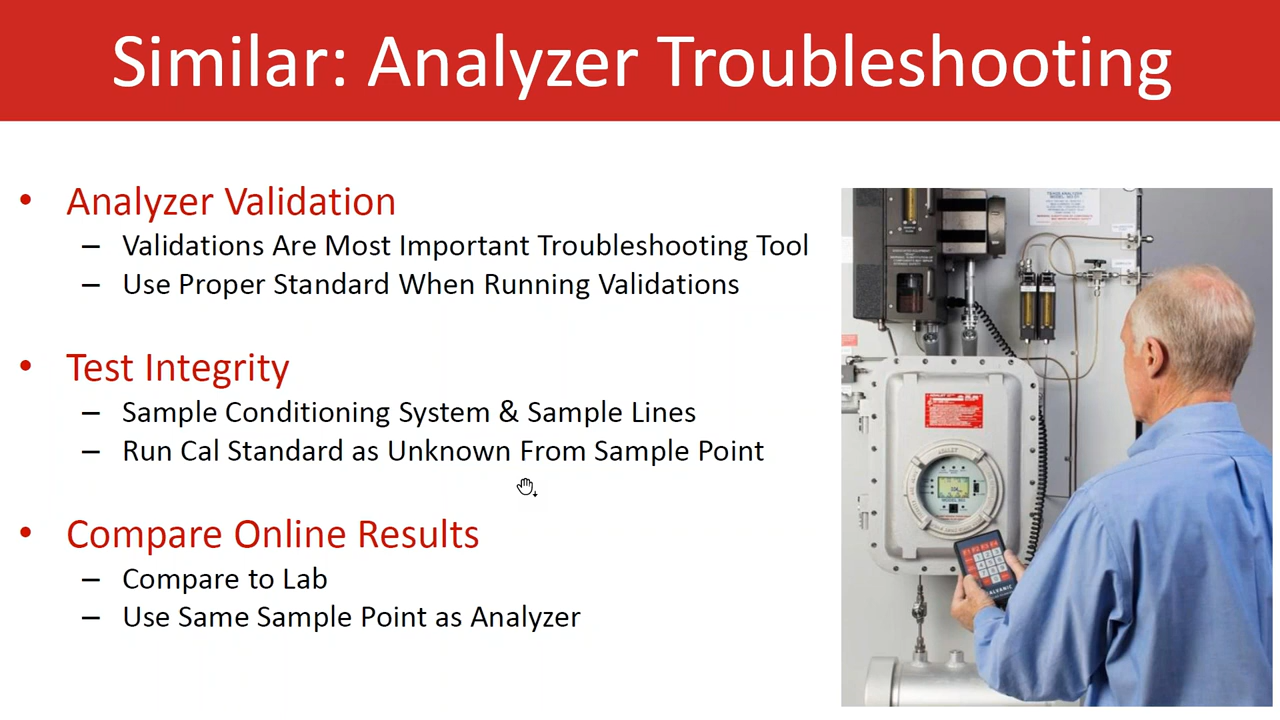 Similar: Analyzer Troubleshooting
• Analyzer Validation
– Validations Are Most Important Troubleshooting Tool
– Use Proper Standard When Running Validations
• Test Integrity
– Sample Conditioning System & Sample Lines
– Run Cal Standard as Unknown From Sample Point
• Compare Online Results
– Compare to Lab
– Use Same Sample Point as Analyzer